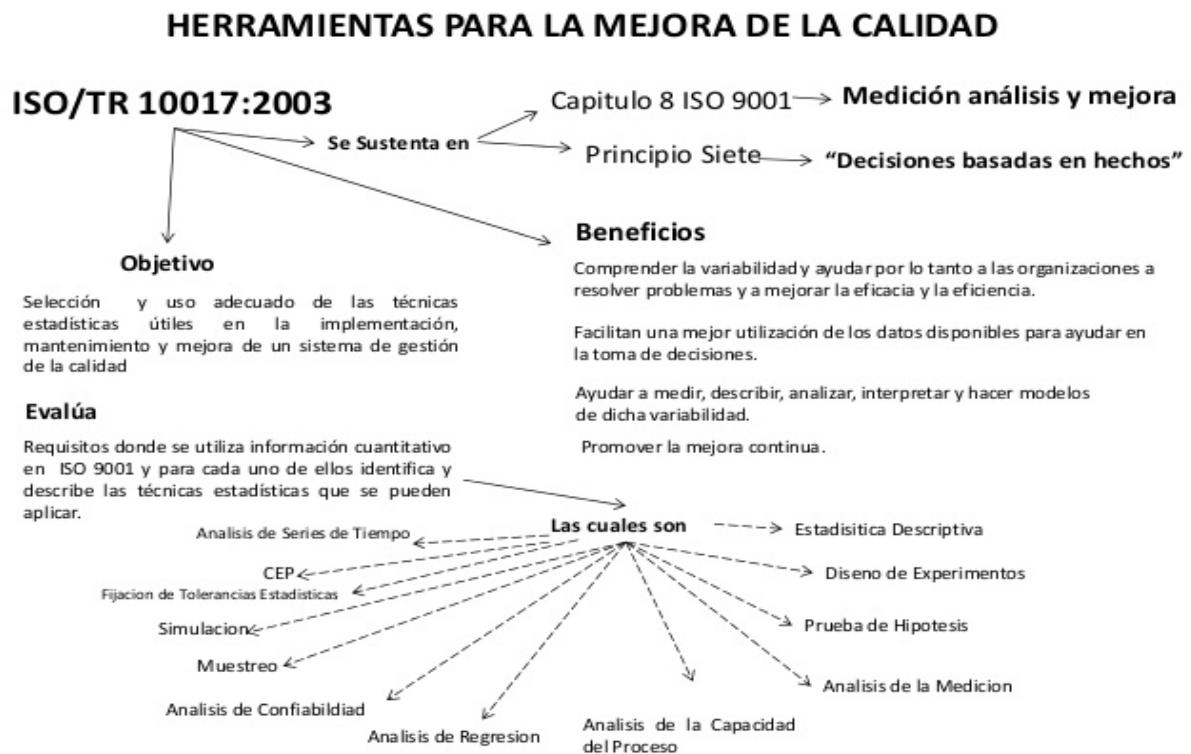 HERRAMIENTAS PARA LA MEJORA DE LA CALIDAD
ISO/TR 10017:2003
Se Sustenta en
Capitulo 8 ISO 9001
Medición análisis y mejora
Principio Siete
“Decisiones basadas en hechos”
Objetivo
Selección y uso adecuado de las técnicas
estadísticas útiles en la implementación,
mantenimiento y mejora de un sistema de gestión
de la calidad
Beneficios
Comprender la variabilidad y ayudar por lo tanto a las organizaciones a
resolver problemas y a mejorar la eficacia y la eficiencia.
Facilitan una mejor utilización de los datos disponibles para ayudar en
la toma de decisiones.
Ayudar a medir, describir, analizar, interpretar y hacer modelos
de dicha variabilidad.
Promover la mejora continua.
Evalúa
Requisitos donde se utiliza información cuantitativo
en ISO 9001 y para cada uno de ellos identifica y
describe las técnicas estadísticas que se pueden
aplicar.
Las cuales son
Estadisitica Descriptiva
Diseno de Experimentos
Prueba de Hipotesis
Analisis de la Medicion
Analisis de la Capacidad
del Proceso
Analisis de Regresion
Analisis de Confiabildiad
Muestreo
Simulacion
Fijacion de Tolerancias Estadisticas
CEP
Analisis de Series de Tiempo